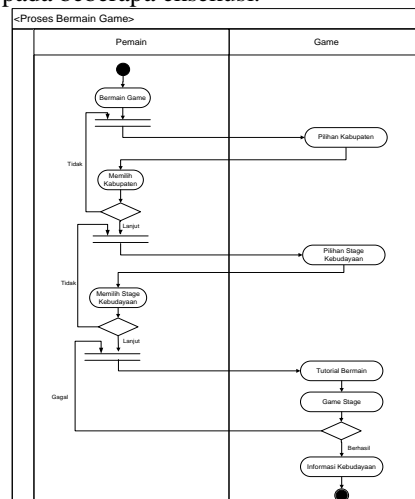 pada beberapa eksekusi.
<Proses Bermain Game>
Pemain
Game
Bermain Game
Pilihan Kabupaten
Tidak
Memilih
Kabupaten
Lanjut
Pilihan Stage
Kebudayaan
Tidak
Memilih Stage
Kebudayaan
Lanjut
Tutorial Bermain
Gagal
Game Stage
Berhasil
Informasi Kebudayaan